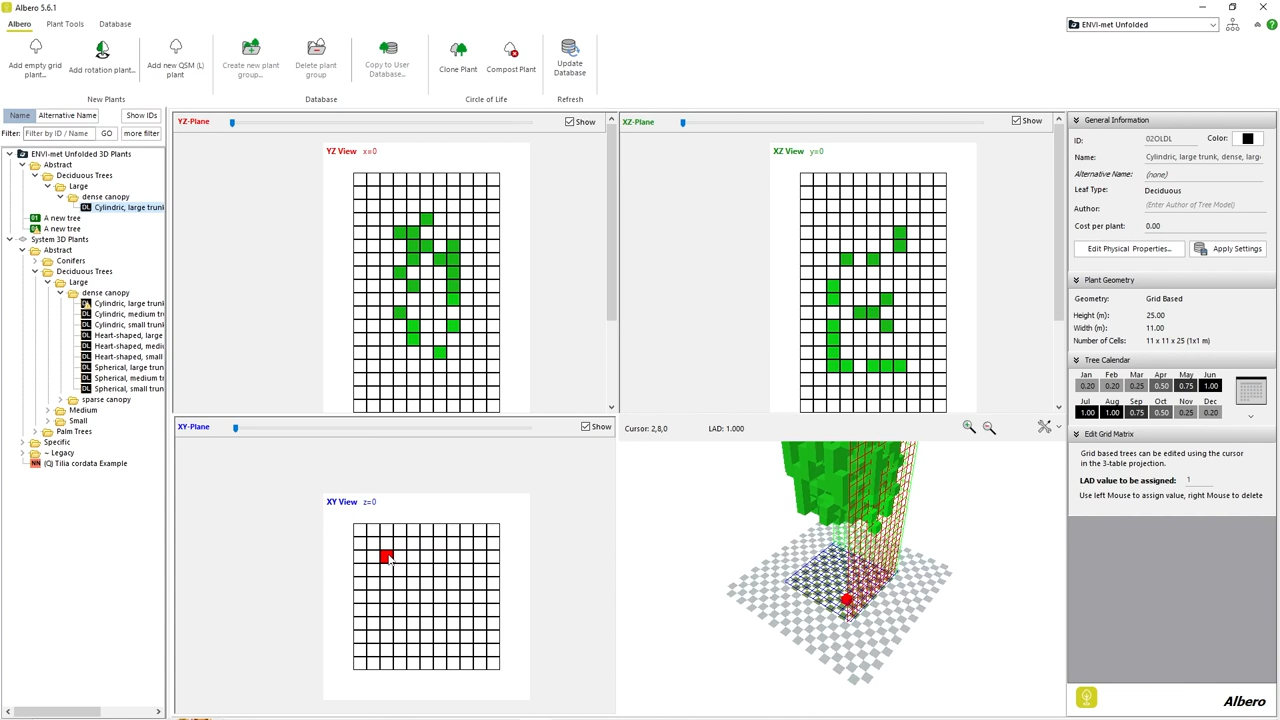 Albero 5.6.1
Albero Plant Tools Database
ENVI-met Unfolded
Add empty grid plant...
Add rotation plant...
Add new QSM (L) plant
Create new plant group...
Delete plant group
Copy to User Database...
Clone Plant
Compost Plant
Update Database
New Plants
Database
Circle of Life
Refresh
Name Alternative Name Show IDs
Filter: Filter by ID / Name GO more filter
ENVI-met Unfolded 3D Plants
Abstract
Deciduous Trees
Large
dense canopy
DL Cylindric, large trunk
01 A new tree
A new tree
System 3D Plants
Abstract
Conifers
Deciduous Trees
Large
dense canopy
Cylindric, large trunk
DL Cylindric, medium tr
DL Cylindric, small trunk
DL Heart-shaped, large
DL Heart-shaped, medi
DL Heart-shaped, small
DL Spherical, large trun
DL Spherical, medium t
DL Spherical, small trun
sparse canopy
Medium
Small
Palm Trees
Specific
~ Legacy
NN (Q) Tilia cordata Example
YZ-Plane Show
YZ View x=0
XZ-Plane Show
XZ View y=0
XY-Plane Show
XY View z=0
Cursor: 2,8,0 LAD: 1.000
General Information
ID: 02OLDL Color:
Name: Cylindric, large trunk, dense, larg
Alternative Name: (none)
Leaf Type: Deciduous
Author: (Enter Author of Tree Model)
Cost per plant: 0.00
Edit Physical Properties... Apply Settings
Plant Geometry
Geometry: Grid Based
Height (m): 25.00
Width (m): 11.00
Number of Cells: 11 x 11 x 25 (1x1 m)
Tree Calendar
Jan Feb Mar Apr May Jun
0.20 0.20 0.25 0.50 0.75 1.00
Jul Aug Sep Oct Nov Dec
1.00 1.00 0.75 0.50 0.25 0.20
Edit Grid Matrix
Grid based trees can be edited using the cursor
in the 3-table projection.
LAD value to be assigned: 1
Use left Mouse to assign value, right Mouse to delete
Albero